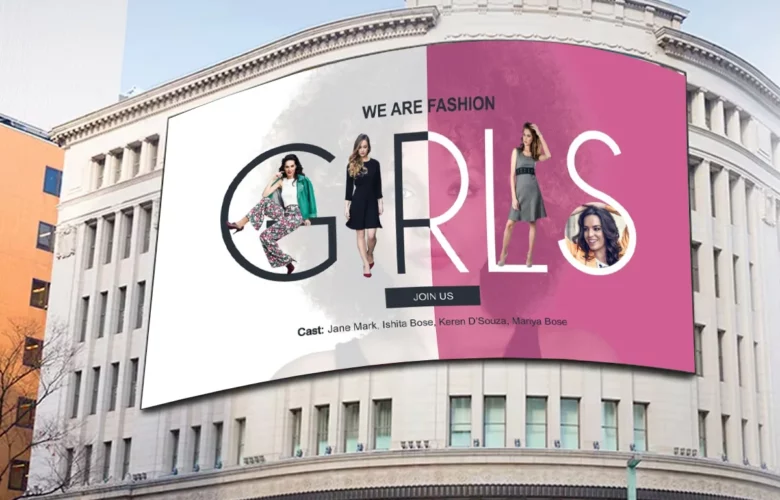 WE ARE FASHION
GIRLS
JOIN US
Cast: Jane Mark, Ishita Bose, Keren D'Souza, Manya Bose